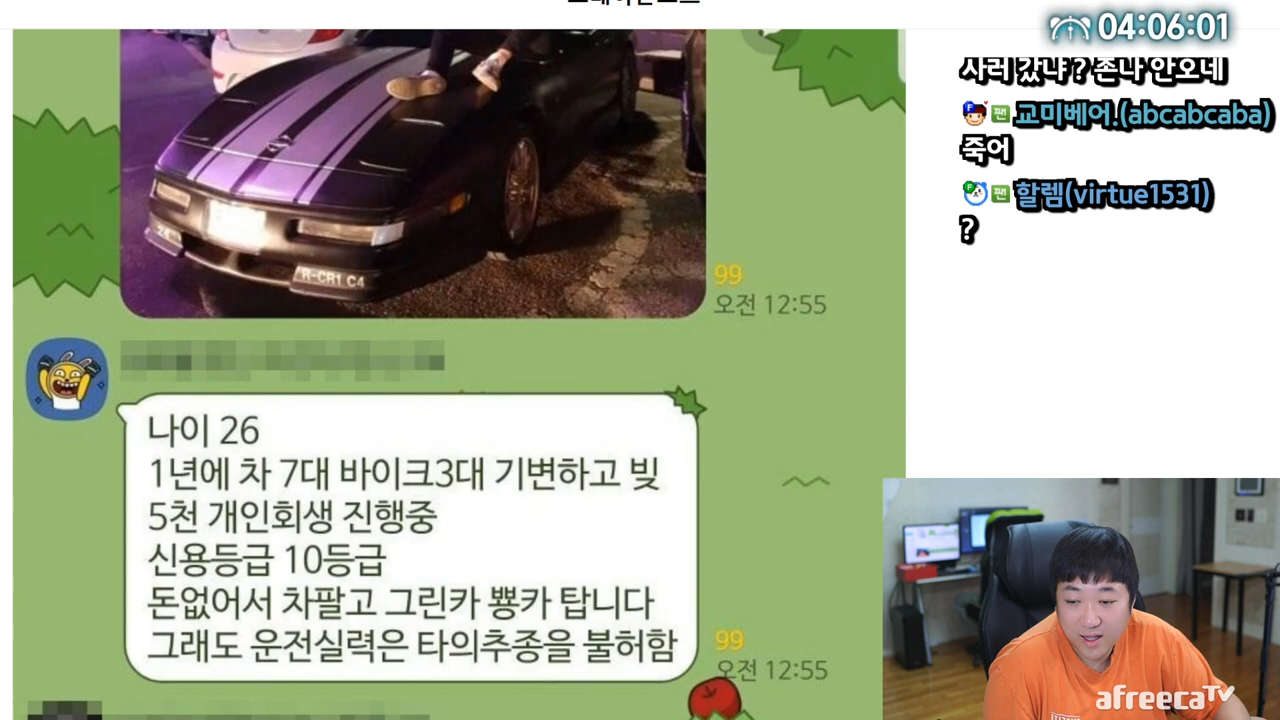 04:06:01
사러 갔냐? 존나 안오네
교미베어.(abcabcaba)
죽어
할렘(virtue1531)
?
R-CR1 C4
99
오전 12:55
나이 26
1년에 차 7대 바이크3대 기변하고 빚
5천 개인회생 진행중
신용등급 10등급
돈없어서 차팔고 그린카 뿅카 탑니다
그래도 운전실력은 타의추종을 불허함
99
오전 12:55
afreecaTV